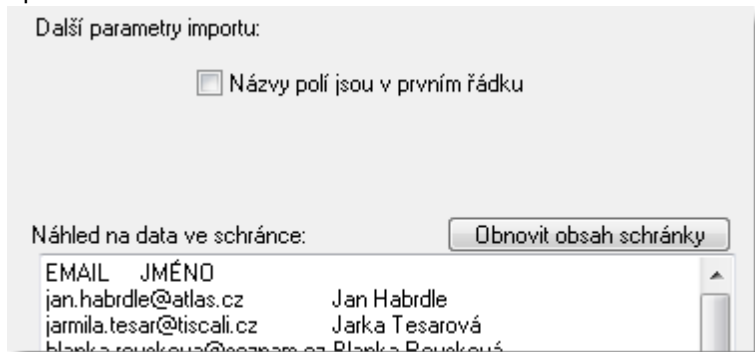 Další parametry importu:
Názvy polí jsou v prvním řádku
Náhled na data ve schránce: Obnovit obsah schránky
EMAIL JMÉNO
jan.habrdle@atlas.cz Jan Habrdle
jarmila.tesar@tiscali.cz Jarka Tesarová